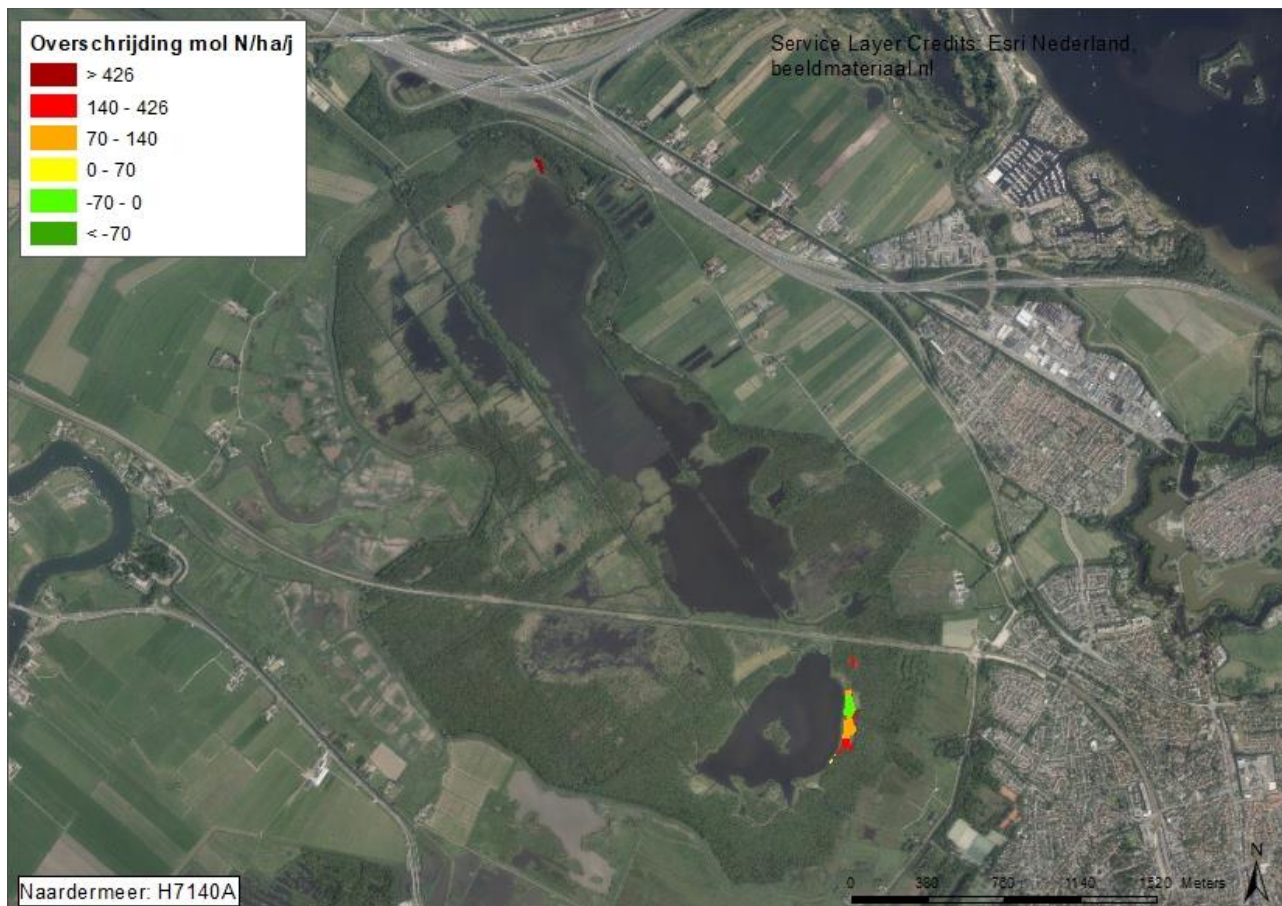 Overschrijding mol N/ha/j
> 426
140 - 426
70 - 140
0 - 70
-70 - 0
< -70
Service Layer Credits: Esri Nederland,
beeldmateriaal.nl
Naardermeer: H7140A
N
0 380 760 1140 1520 Meters